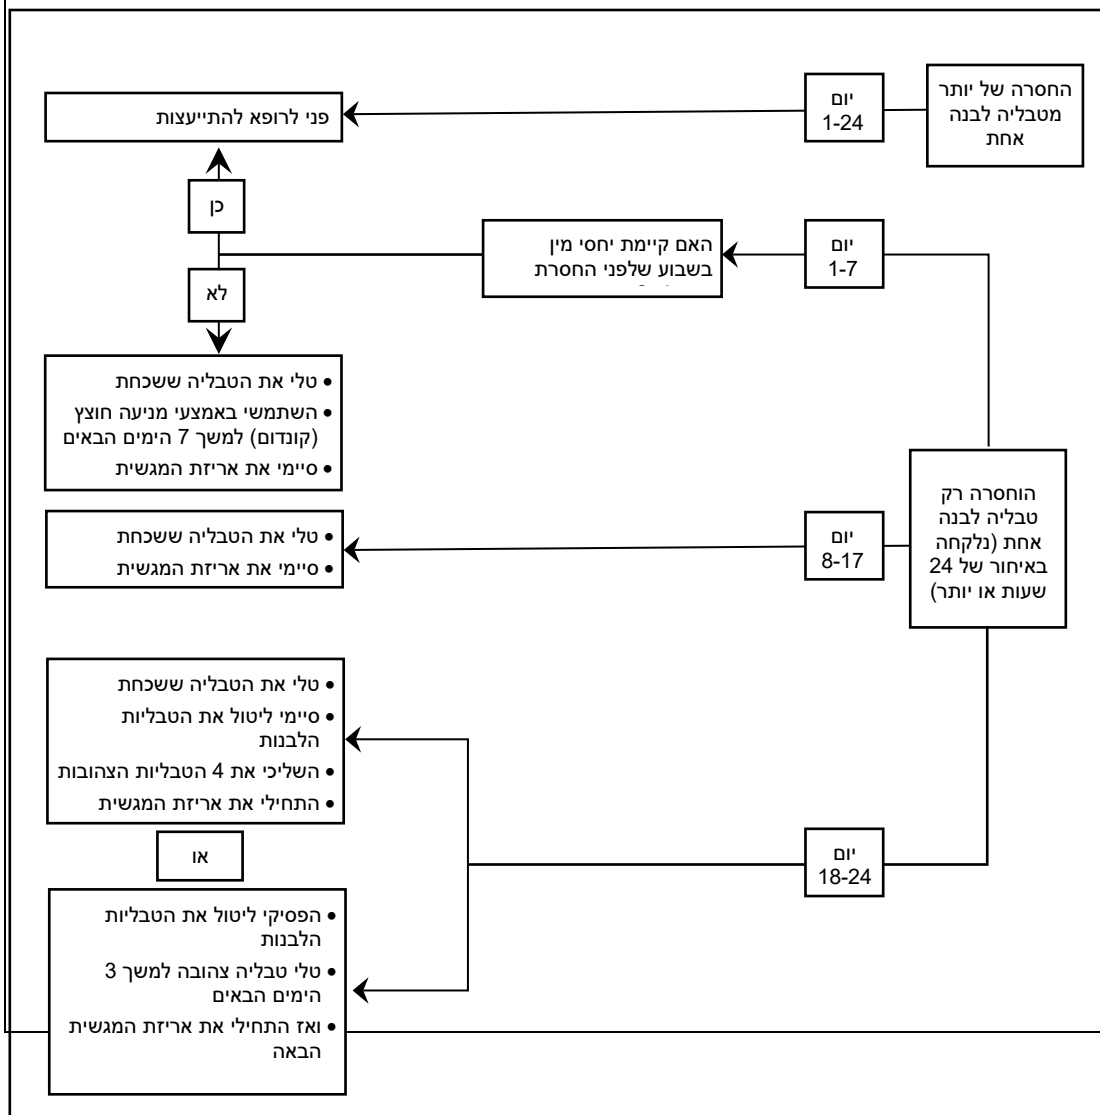 החסרה של יותר
מטבליה לבנה
אחת
יום
1-24
פני לרופא להתייעצות
כן
יום
1-7
האם קיימת יחסי מין
בשבוע שלפני החסרת
לא
• טלי את הטבליה ששכחת
• השתמשי באמצעי מניעה חוצץ
(קונדום) למשך 7 הימים הבאים
• סיימי את אריזת המגשית
הוחסרה רק
טבליה לבנה
אחת (נלקחה
באיחור של 24
שעות או יותר)
יום
8-17
• טלי את הטבליה ששכחת
• סיימי את אריזת המגשית
יום
18-24
• טלי את הטבליה ששכחת
• סיימי ליטול את הטבליות
הלבנות
• השליכי את 4 הטבליות הצהובות
• התחילי את אריזת המגשית
או
• הפסיקי ליטול את הטבליות
הלבנות
• טלי טבליה צהובה למשך 3
הימים הבאים
• ואז התחילי את אריזת המגשית
הבאה